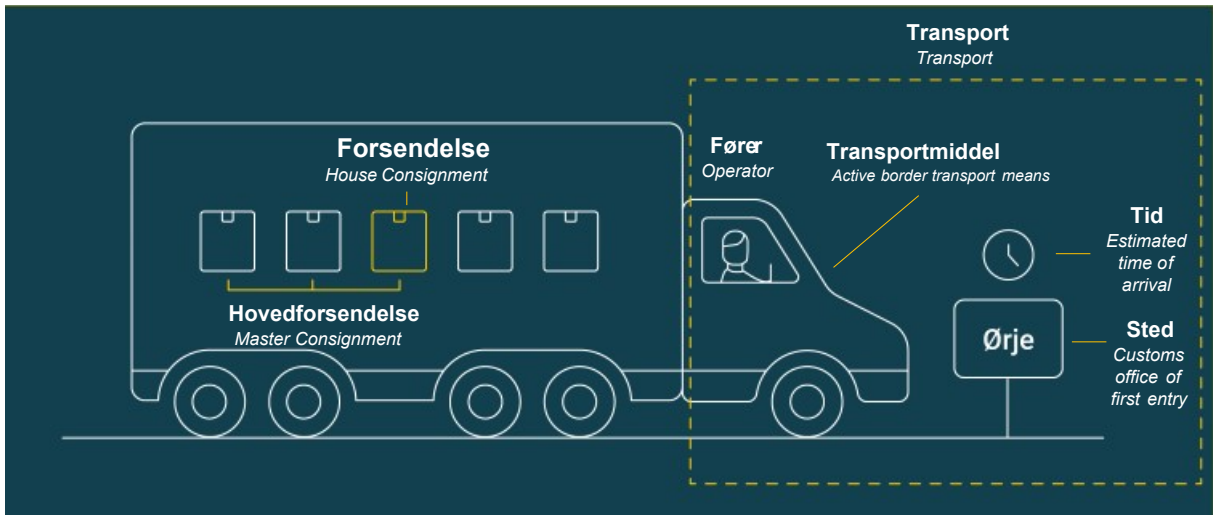 Transport
Transport
Forsendelse
House Consignment
Fører
Operator
Transportmiddel
Active border transport means
Tid
Estimated
time of
arrival
Hovedforsendelse
Master Consignment
Ørje
Sted
Customs
office of
first entry